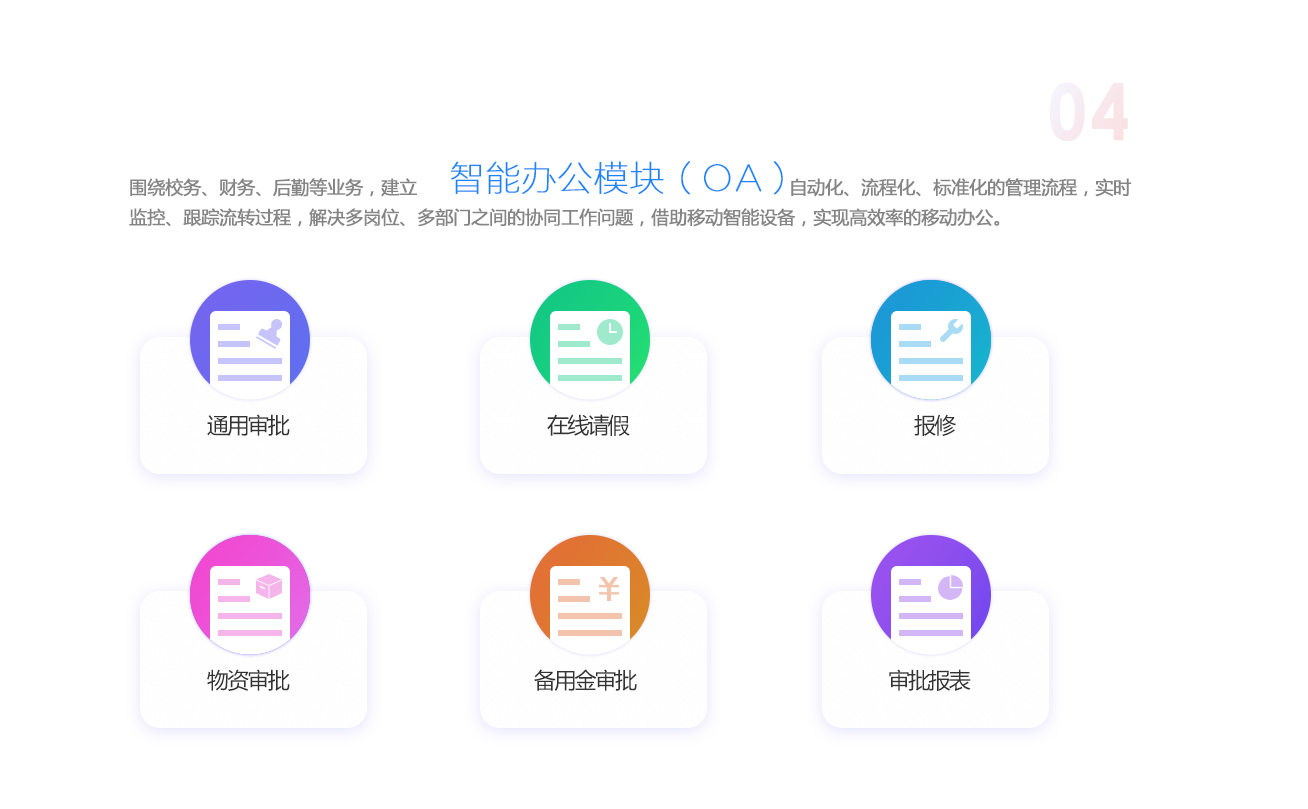 04
围绕校务、财务、后勤等业务，建立 智能办公模块（OA）自动化、流程化、标准化的管理流程，实时
监控、跟踪流转过程，解决多岗位、多部门之间的协同工作问题，借助移动智能设备，实现高效率的移动办公。
通用审批
在线请假
报修
物资审批
备用金审批
审批报表